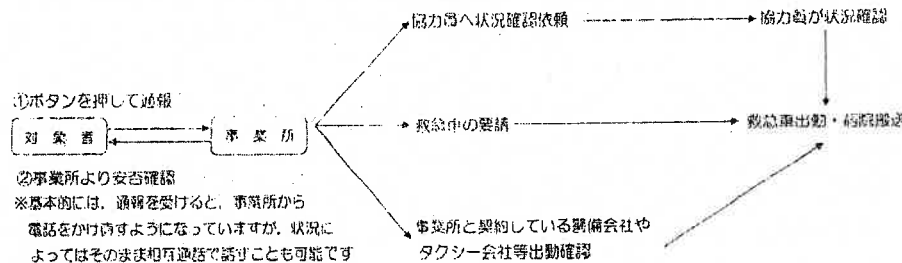 協力員へ状況確認依頼
協力員が状況確認
①ボタンを押して通報
対象者
事業所
救急車の要請
救急車出動・病院搬送
②事業所より安否確認
※基本的には、通報を受けると、事業所から
電話をかけ直すようになっていますが、状況に
よってはそのまま相互通話で話すことも可能です
事業所と契約している警備会社や
タクシー会社等出動確認